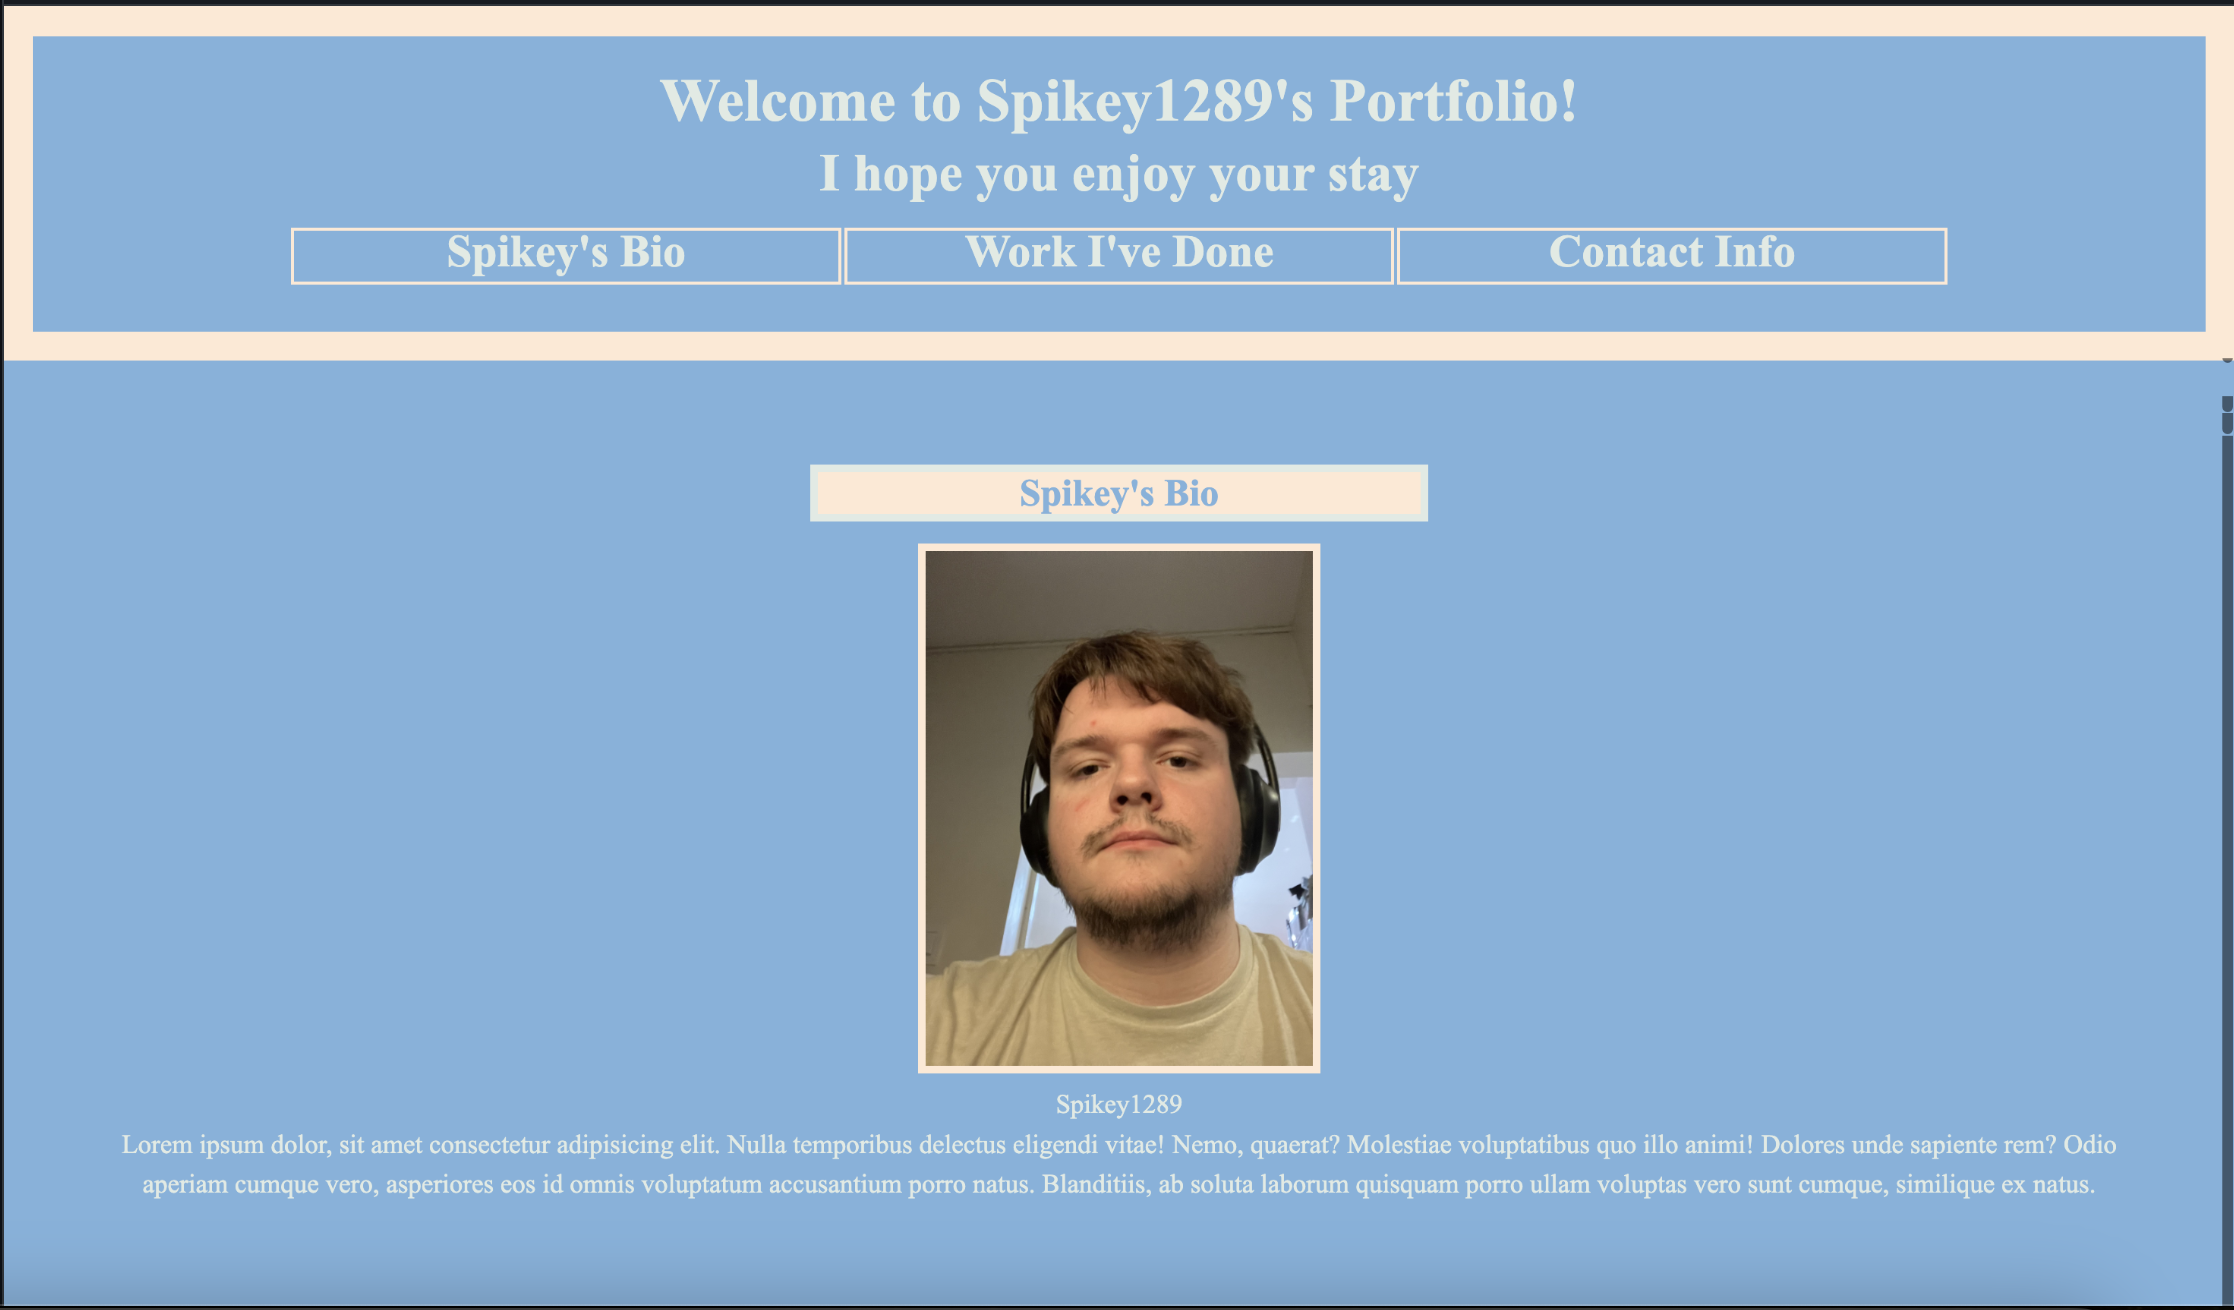 Welcome to Spikey1289's Portfolio!
I hope you enjoy your stay
Spikey's Bio
Work I've Done
Contact Info
Spikey's Bio
Spikey1289
Lorem ipsum dolor, sit amet consectetur adipisicing elit. Nulla temporibus delectus eligendi vitae! Nemo, quaerat? Molestiae voluptatibus quo illo animi! Dolores unde sapiente rem? Odio
aperiam cumque vero, asperiores eos id omnis voluptatum accusantium porro natus. Blanditiis, ab soluta laborum quisquam porro ullam voluptas vero sunt cumque, similique ex natus.